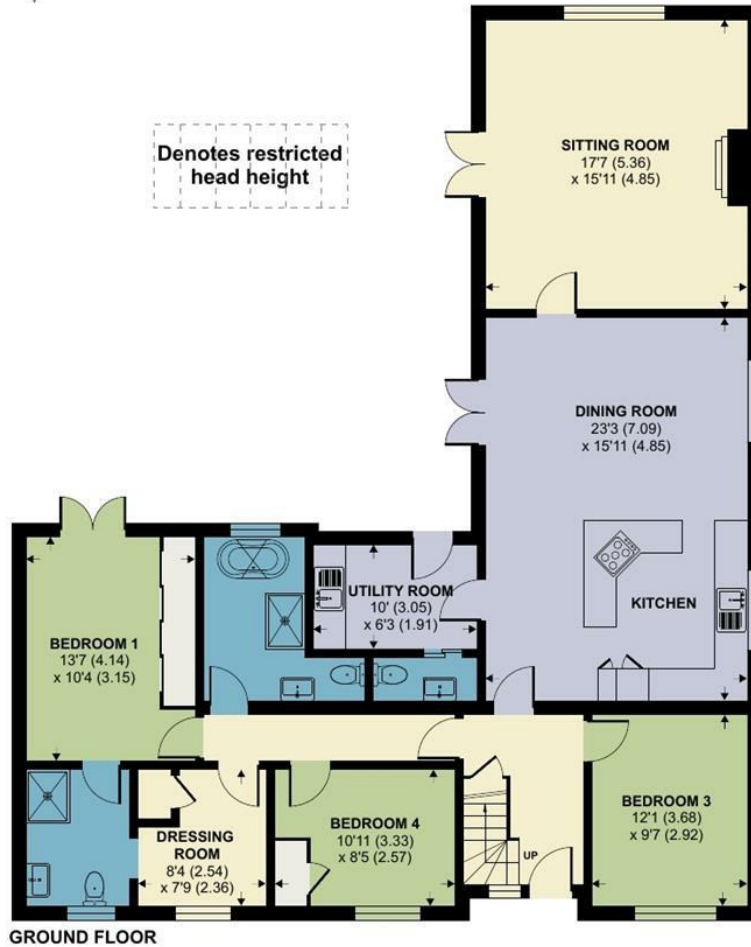 SITTING ROOM
17'7 (5.36)
x 15'11 (4.85)
Denotes restricted
head height
DINING ROOM
23'3 (7.09)
x 15'11 (4.85)
KITCHEN
UTILITY ROOM
10' (3.05)
x 6'3 (1.91)
BEDROOM 1
13'7 (4.14)
x 10'4 (3.15)
DRESSING
ROOM
8'4 (2.54)
x 7'9 (2.36)
BEDROOM 4
10'11 (3.33)
x 8'5 (2.57)
UP
BEDROOM 3
12'1 (3.68)
x 9'7 (2.92)
GROUND FLOOR